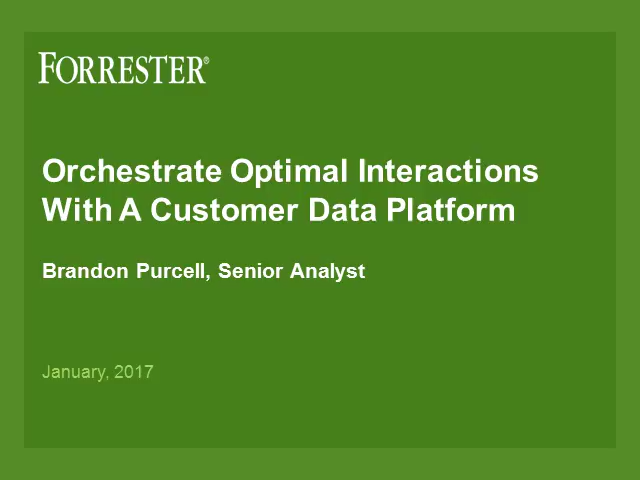 FORRESTER®
Orchestrate Optimal Interactions
With A Customer Data Platform
Brandon Purcell, Senior Analyst
January, 2017